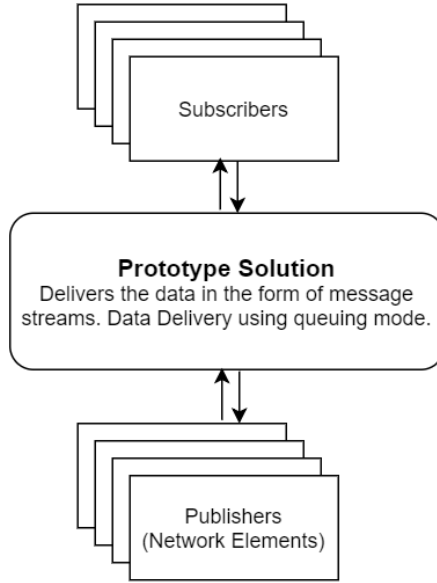 Subscribers
Prototype Solution
Delivers the data in the form of message
streams. Data Delivery using queuing mode.
Publishers
(Network Elements)